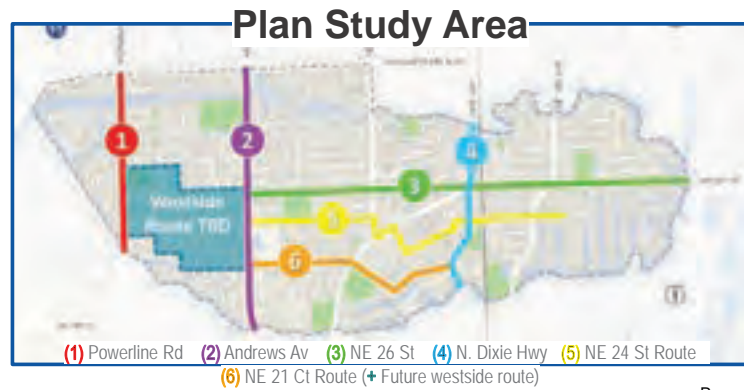 Plan Study Area
1
2
3
4
5
6
Westside
Route TBD
(1) Powerline Rd (2) Andrews Av (3) NE 26 St (4) N. Dixie Hwy (5) NE 24 St Route
(6) NE 21 Ct Route (+ Future westside route)